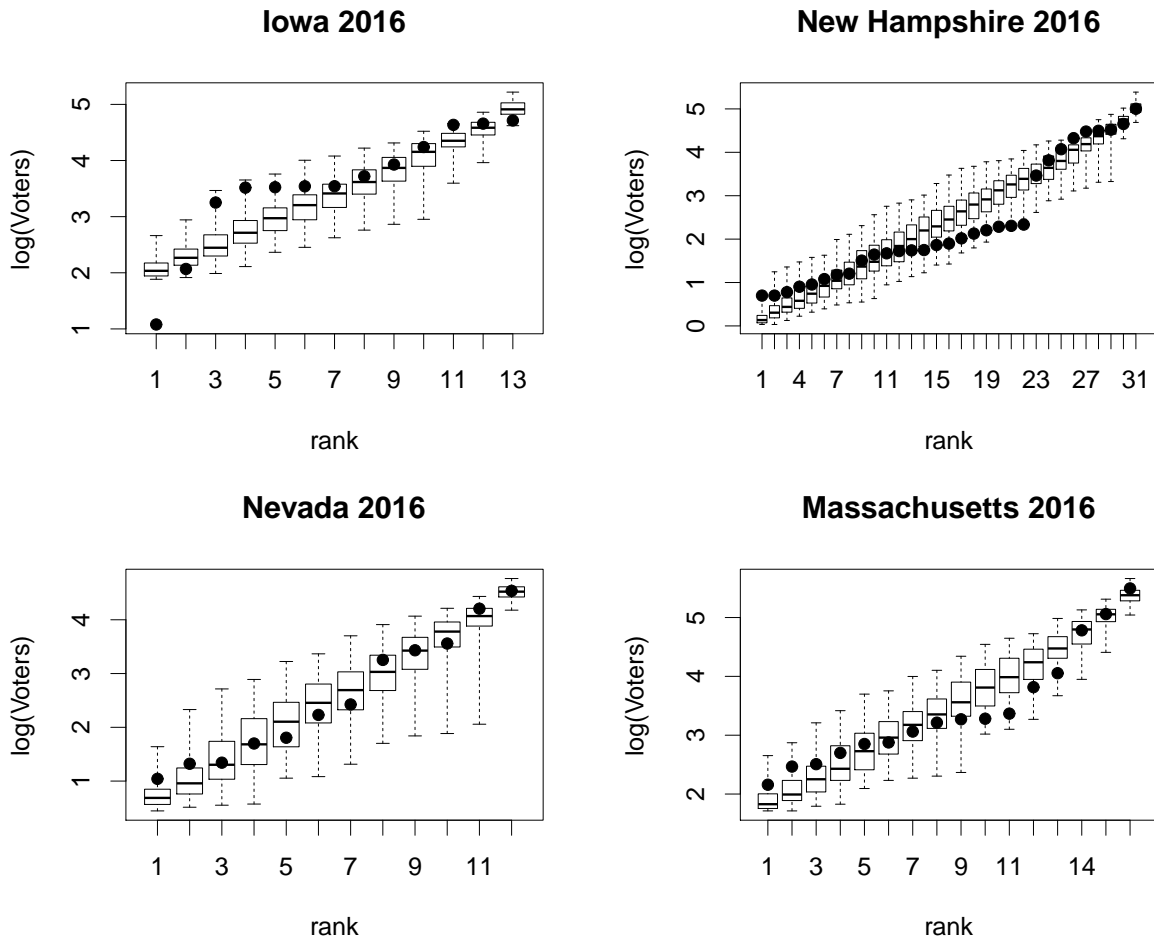 Iowa 2016
log(Voters)
5
4
3
2
1
1 3 5 7 9 11 13
rank
New Hampshire 2016
log(Voters)
5
4
3
2
1
0
1 4 7 11 15 19 23 27 31
rank
Nevada 2016
log(Voters)
4
3
2
1
1 3 5 7 9 11
rank
Massachusetts 2016
log(Voters)
5
4
3
2
1 3 5 7 9 11 14
rank